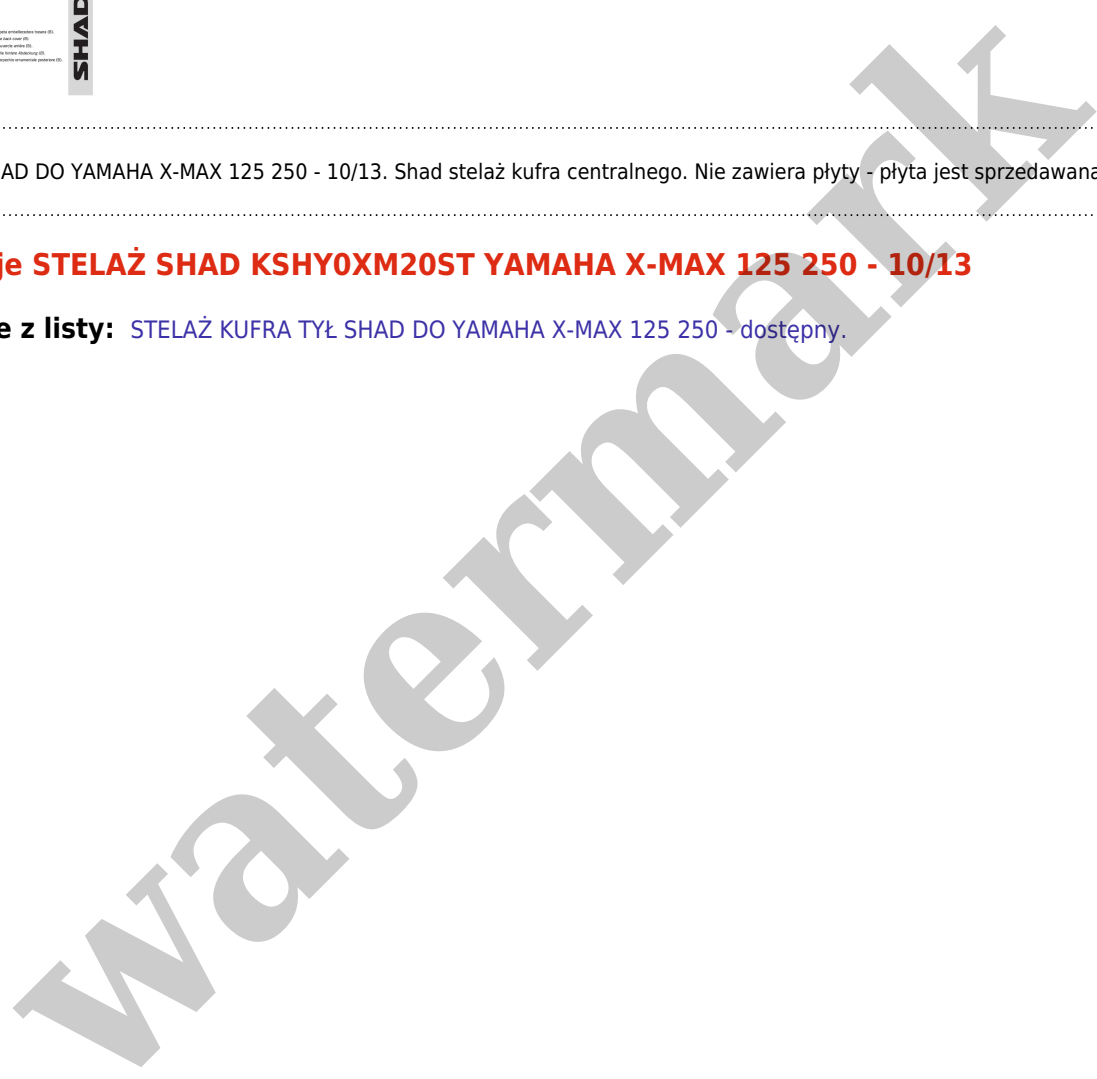 SHAD
AD DO YAMAHA X-MAX 125 250 - 10/13. Shad stelaż kufra centralnego. Nie zawiera płyty - płyta jest sprzedawana
je STELAŻ SHAD KSHY0XM20ST YAMAHA X-MAX 125 250 - 10/13
e z listy: STELAŻ KUFRA TYŁ SHAD DO YAMAHA X-MAX 125 250 - dostępny.
watermark